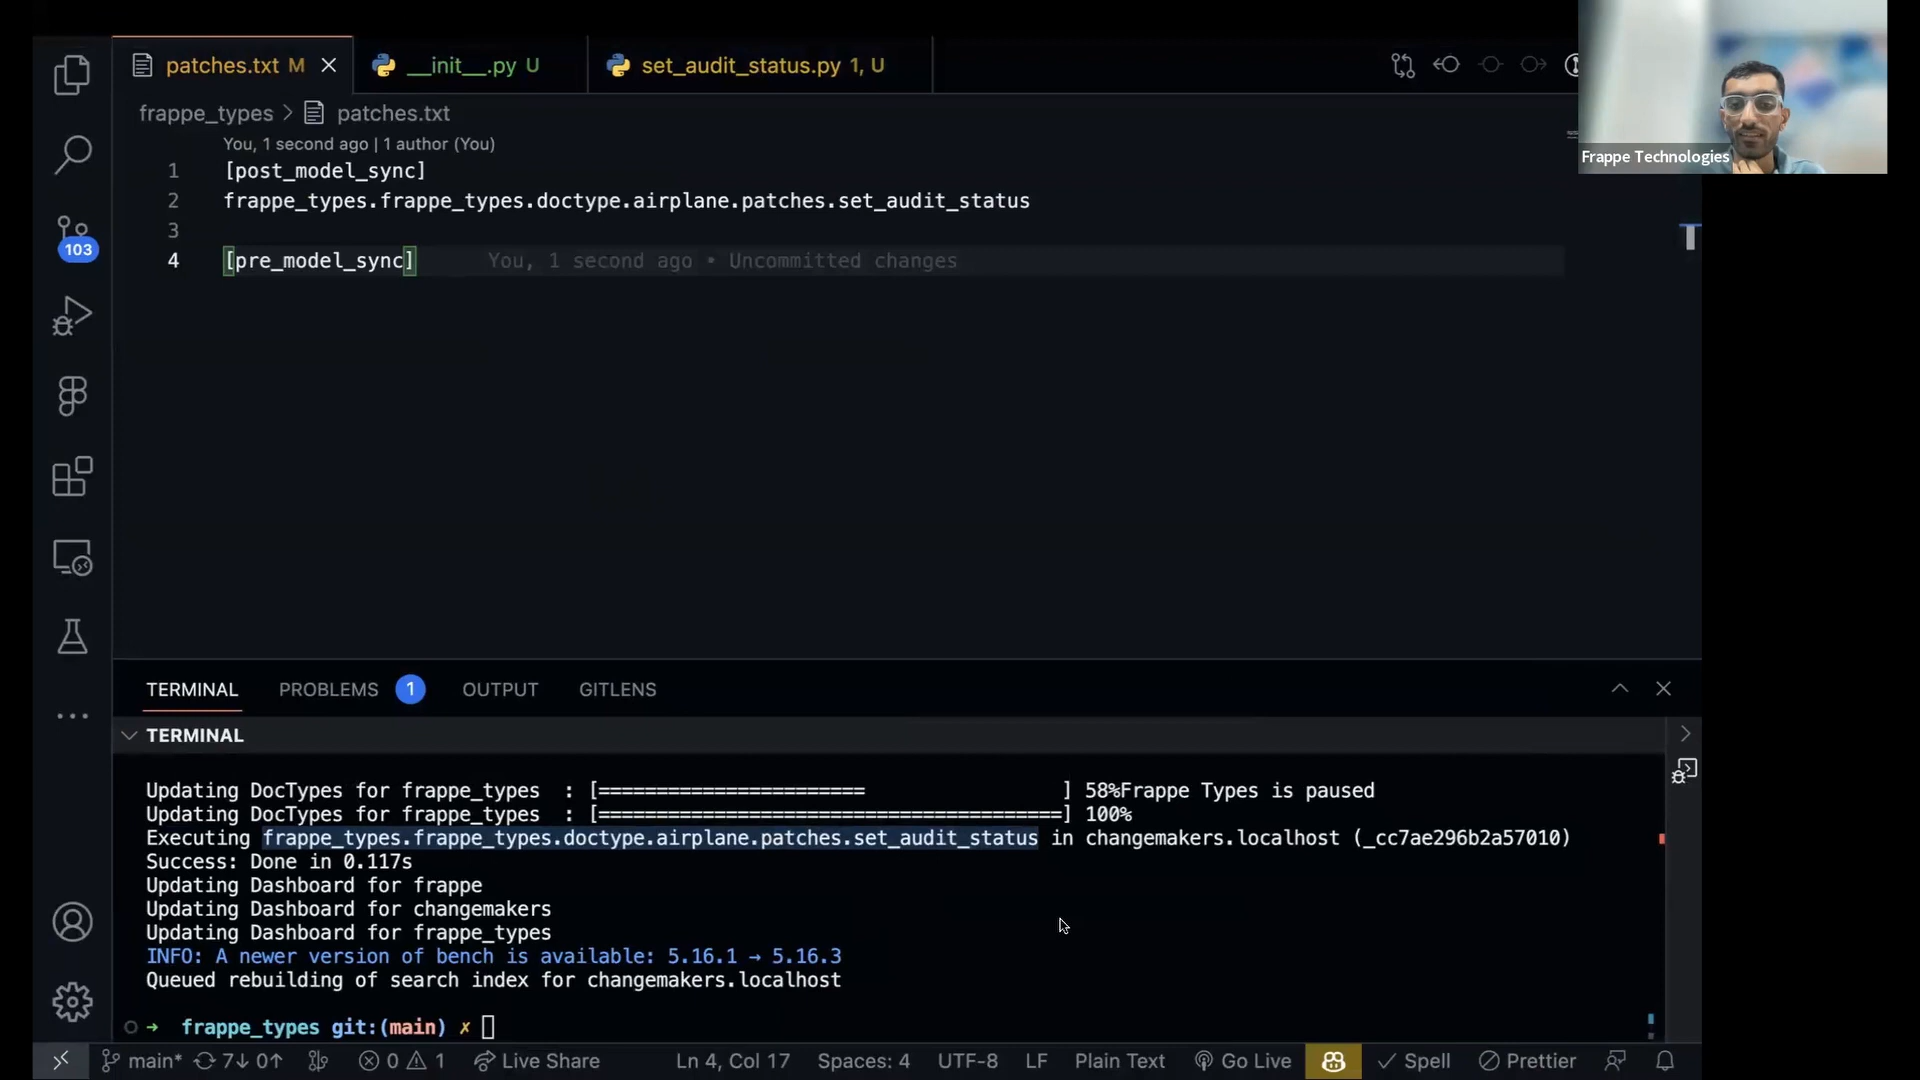 patches.txt M
__init__.py U
set_audit_status.py 1, U
frappe_types > patches.txt
You, 1 second ago | 1 author (You)
1 [post_model_sync]
2 frappe_types.frappe_types.doctype.airplane.patches.set_audit_status
3
4 [pre_model_sync] You, 1 second ago • Uncommitted changes
Frappe Technologies
103
TERMINAL PROBLEMS 1 OUTPUT GITLENS
TERMINAL
Updating DocTypes for frappe_types : [======================= ] 58%Frappe Types is paused
Updating DocTypes for frappe_types : [========================================] 100%
Executing frappe_types.frappe_types.doctype.airplane.patches.set_audit_status in changemakers.localhost (_cc7ae296b2a57010)
Success: Done in 0.117s
Updating Dashboard for frappe
Updating Dashboard for changemakers
Updating Dashboard for frappe_types
INFO: A newer version of bench is available: 5.16.1 → 5.16.3
Queued rebuilding of search index for changemakers.localhost
➜ frappe_types git:(main) ✗
main* 7↓ 0↑ 0 1 Live Share Ln 4, Col 17 Spaces: 4 UTF-8 LF Plain Text Go Live Spell Prettier